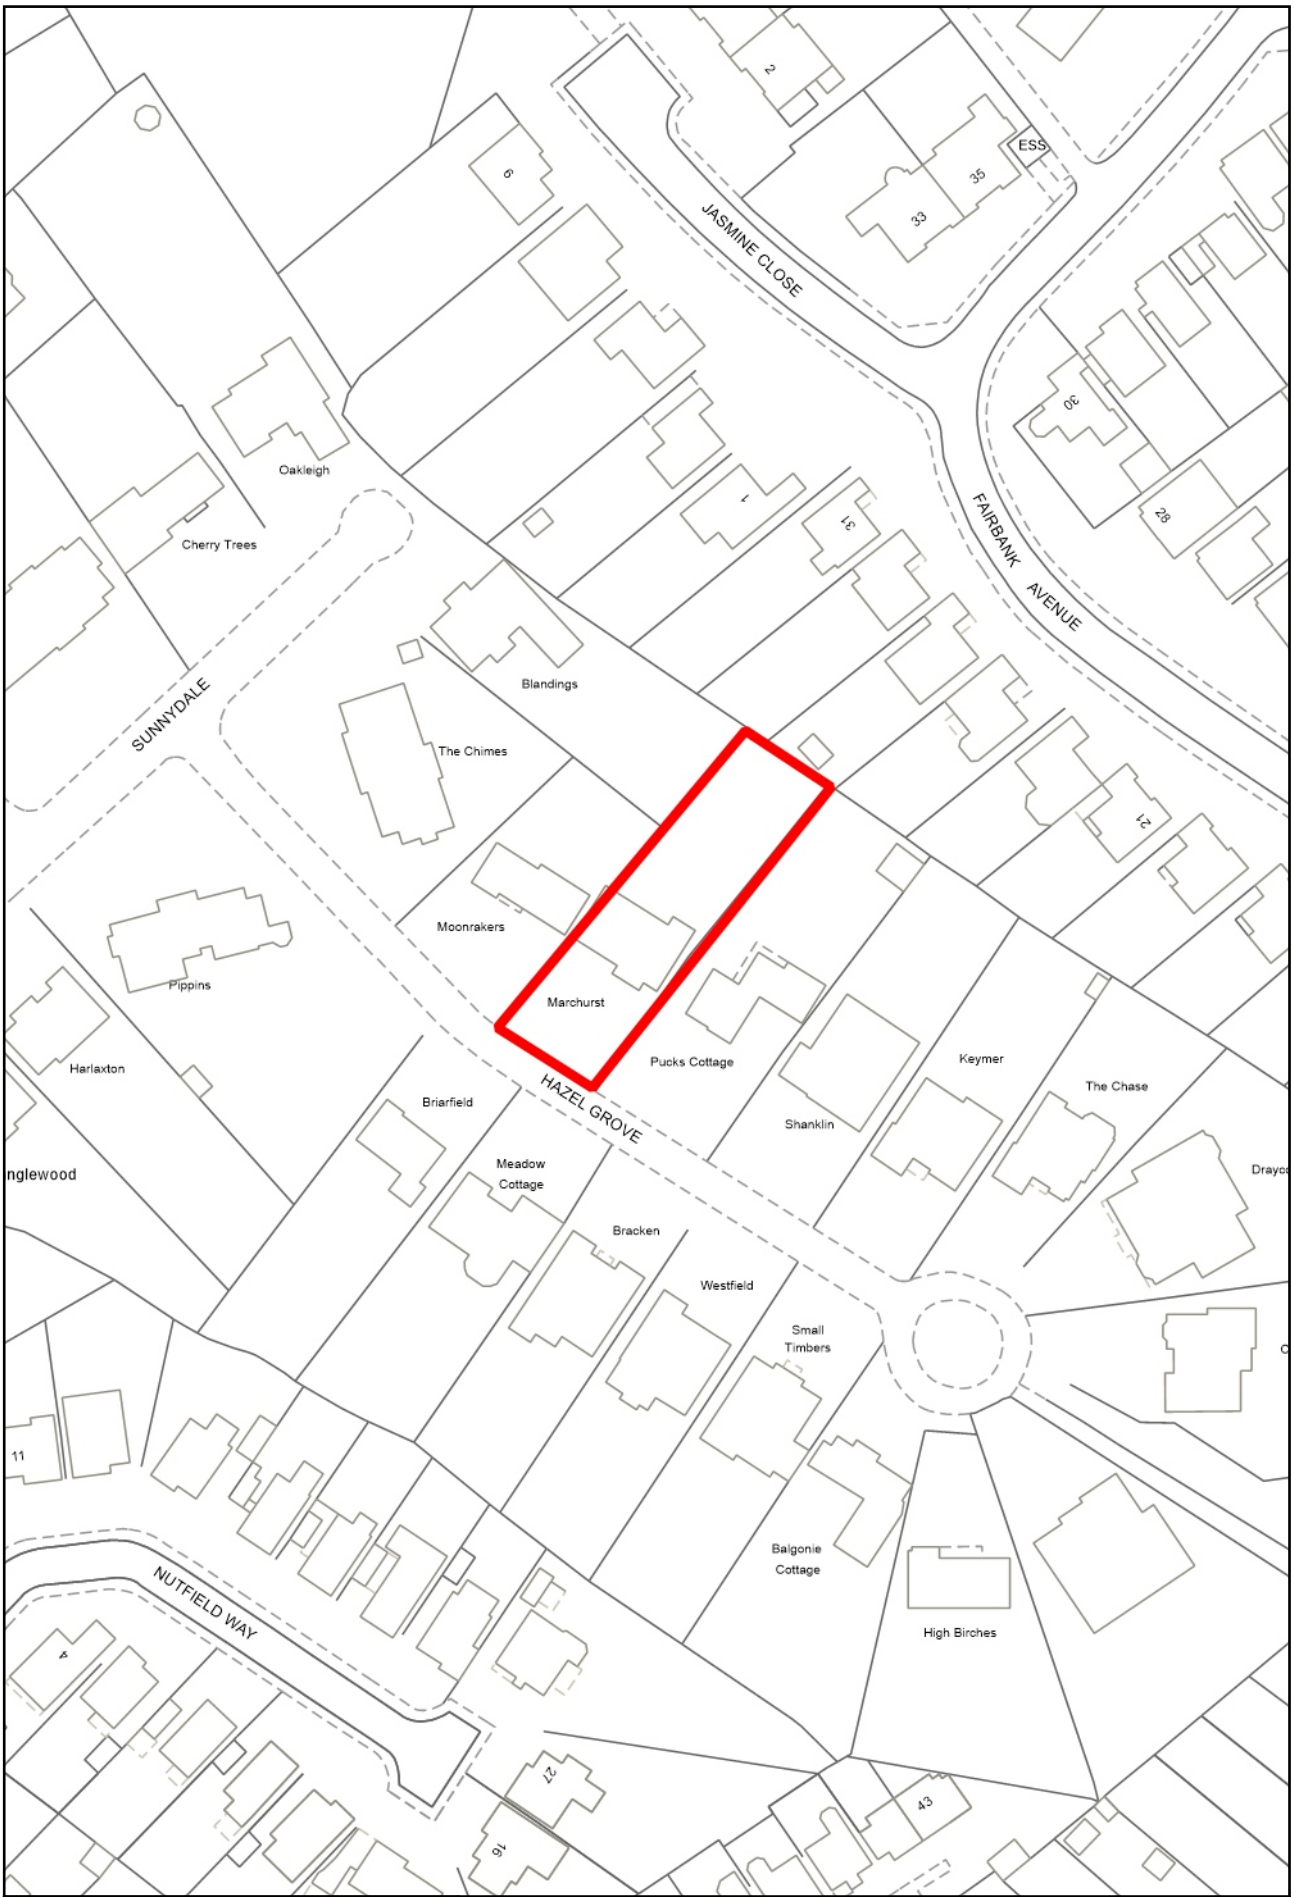 2
ESS
6
35
33
JASMINE CLOSE
30
Oakleigh
1
31
28
FAIRBANK
Cherry Trees
AVENUE
Blandings
SUNNYDALE
The Chimes
21
Moonrakers
Pippins
Marchurst
Pucks Cottage
Keymer
Harlaxton
The Chase
HAZEL GROVE
Briarfield
Shanklin
nglewood
Meadow
Cottage
Drayco
Bracken
Westfield
Small
Timbers
C
11
Balgonie
Cottage
NUTFIELD WAY
High Birches
4
27
43
16